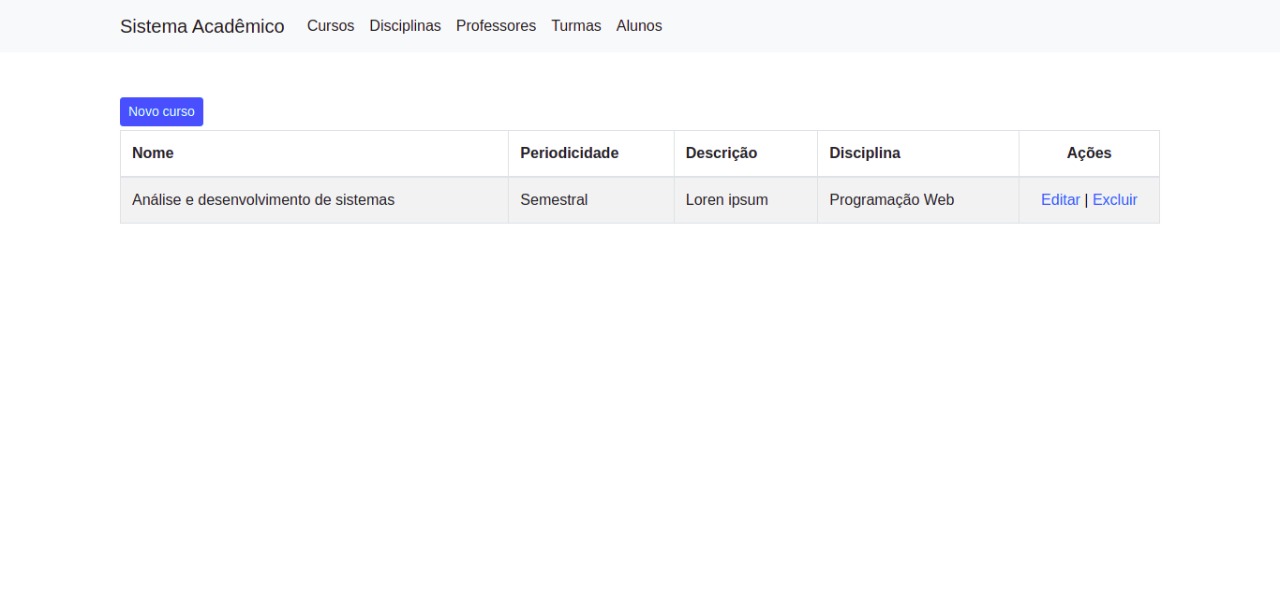 Sistema Acadêmico Cursos Disciplinas Professores Turmas Alunos
Novo curso
Nome Periodicidade Descrição Disciplina Ações
Análise e desenvolvimento de sistemas Semestral Loren ipsum Programação Web Editar | Excluir